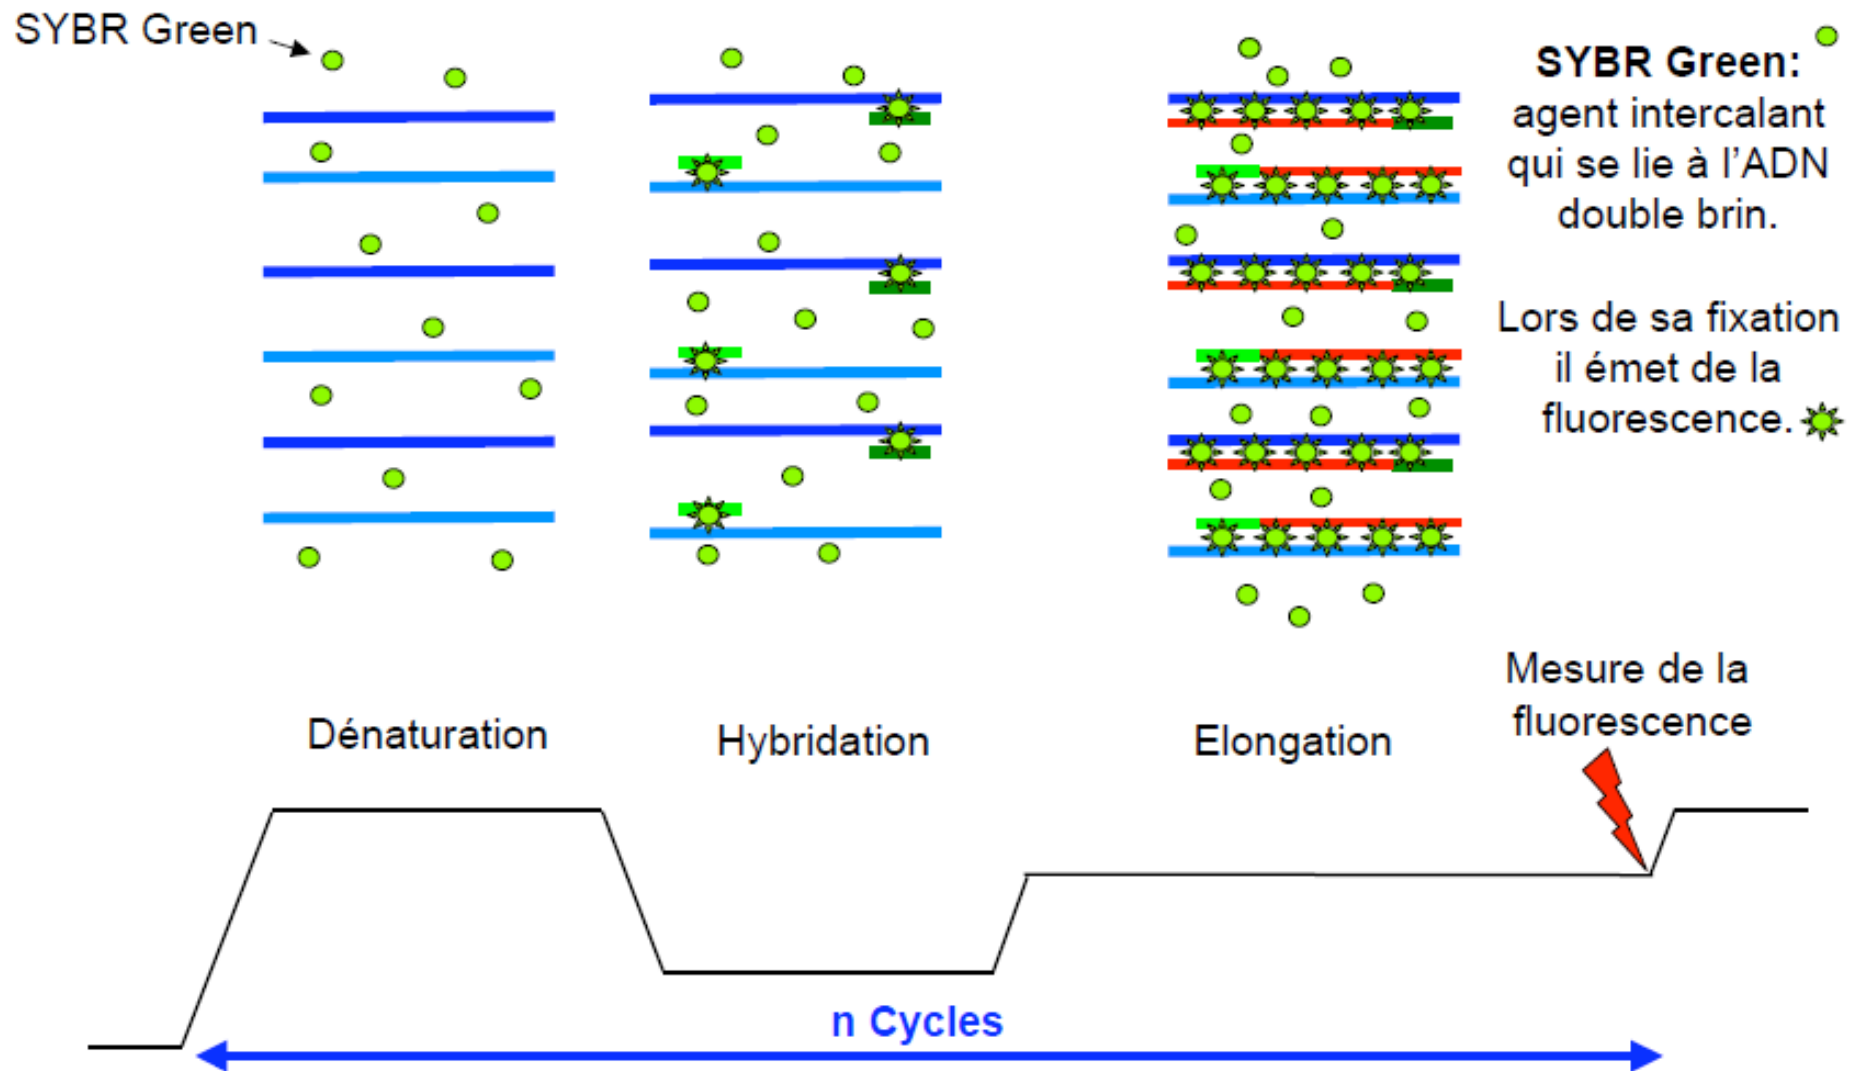 SYBR Green
SYBR Green:
agent intercalant
qui se lie à l'ADN
double brin.
Lors de sa fixation
il émet de la
fluorescence.
Mesure de la
fluorescence
Dénaturation
Hybridation
Elongation
n Cycles